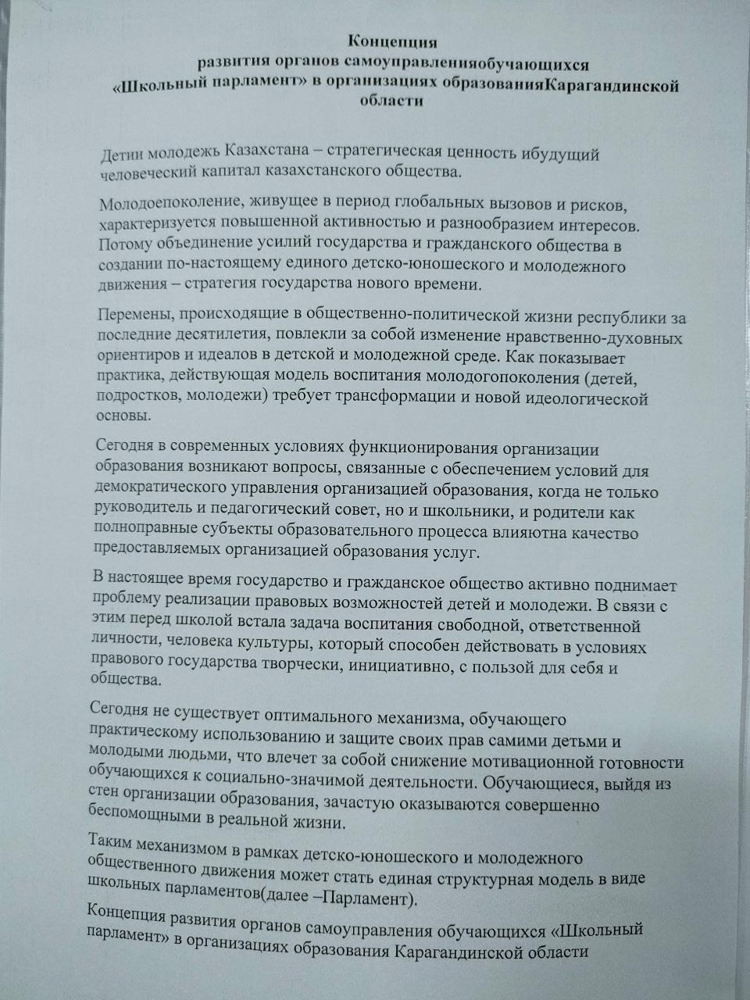 Концепция
развития органов самоуправленияобучающихся
«Школьный парламент» в организациях образованияКарагандинской
области
Детии молодежь Казахстана – стратегическая ценность ибудущий
человеческий капитал казахстанского общества.
Молодоепоколение, живущее в период глобальных вызовов и рисков,
характеризуется повышенной активностью и разнообразием интересов.
Потому объединение усилий государства и гражданского общества в
создании по-настоящему единого детско-юношеского и молодежного
движения – стратегия государства нового времени.
Перемены, происходящие в общественно-политической жизни республики за
последние десятилетия, повлекли за собой изменение нравственно-духовных
ориентиров и идеалов в детской и молодежной среде. Как показывает
практика, действующая модель воспитания молодогопоколения (детей,
подростков, молодежи) требует трансформации и новой идеологической
основы.
Сегодня в современных условиях функционирования организации
образования возникают вопросы, связанные с обеспечением условий для
демократического управления организацией образования, когда не только
руководитель и педагогический совет, но и школьники, и родители как
полноправные субъекты образовательного процесса влияютна качество
предоставляемых организацией образования услуг.
В настоящее время государство и гражданское общество активно поднимает
проблему реализации правовых возможностей детей и молодежи. В связи с
этим перед школой встала задача воспитания свободной, ответственной
личности, человека культуры, который способен действовать в условиях
правового государства творчески, инициативно, с пользой для себя и
общества.
Сегодня не существует оптимального механизма, обучающего
практическому использованию и защите своих прав самими детьми и
молодыми людьми, что влечет за собой снижение мотивационной готовности
обучающихся к социально-значимой деятельности. Обучающиеся, выйдя из
стен организации образования, зачастую оказываются совершенно
беспомощными в реальной жизни.
Таким механизмом в рамках детско-юношеского и молодежного
общественного движения может стать единая структурная модель в виде
школьных парламентов(далее –Парламент).
Концепция развития органов самоуправления обучающихся «Школьный
парламент» в организациях образования Карагандинской области